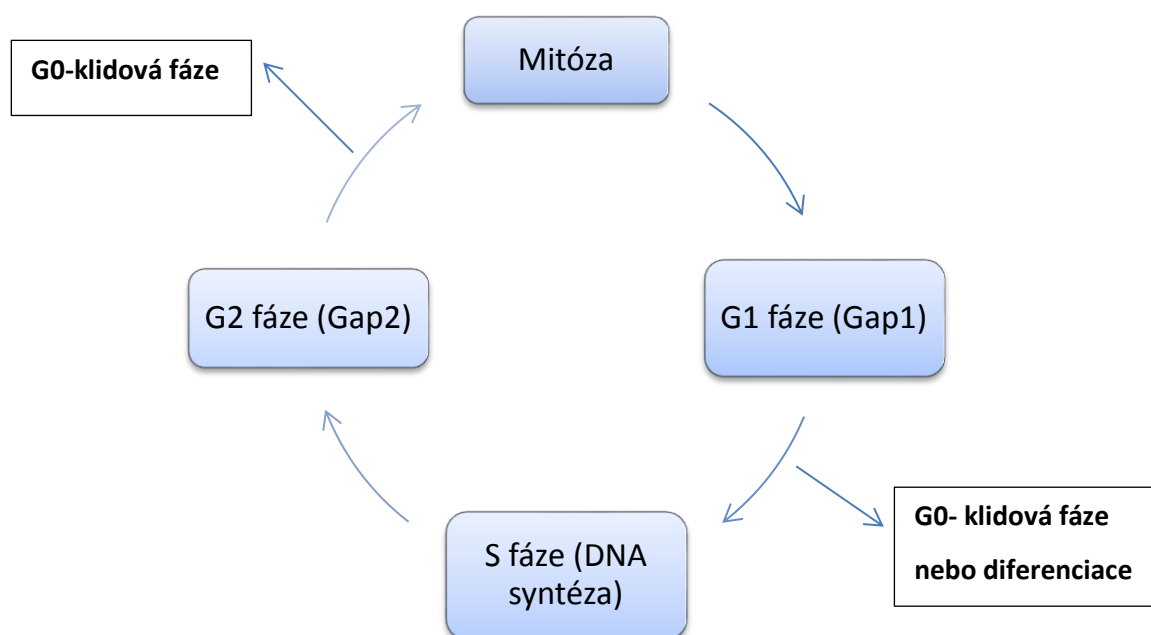 Mitóza
G0-klidová fáze
G2 fáze (Gap2)
G1 fáze (Gap1)
S fáze (DNA
syntéza)
G0- klidová fáze
nebo diferenciace